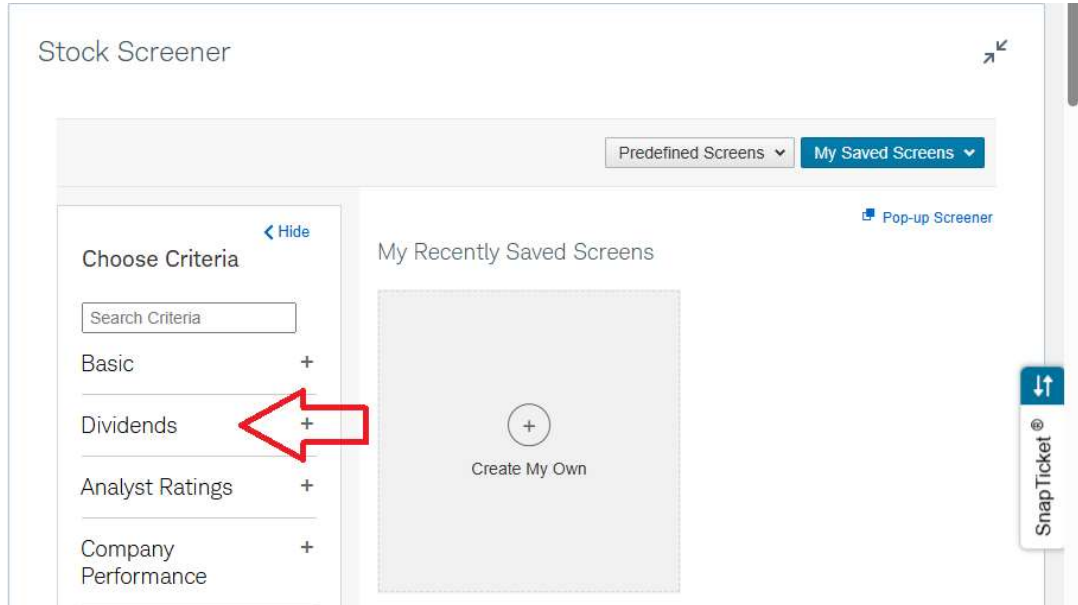 Stock Screener
Predefined Screens
My Saved Screens
Pop-up Screener
Hide
Choose Criteria
Search Criteria
Basic +
Dividends +
Analyst Ratings +
Company +
Performance
My Recently Saved Screens
+
Create My Own
SnapTicket ®